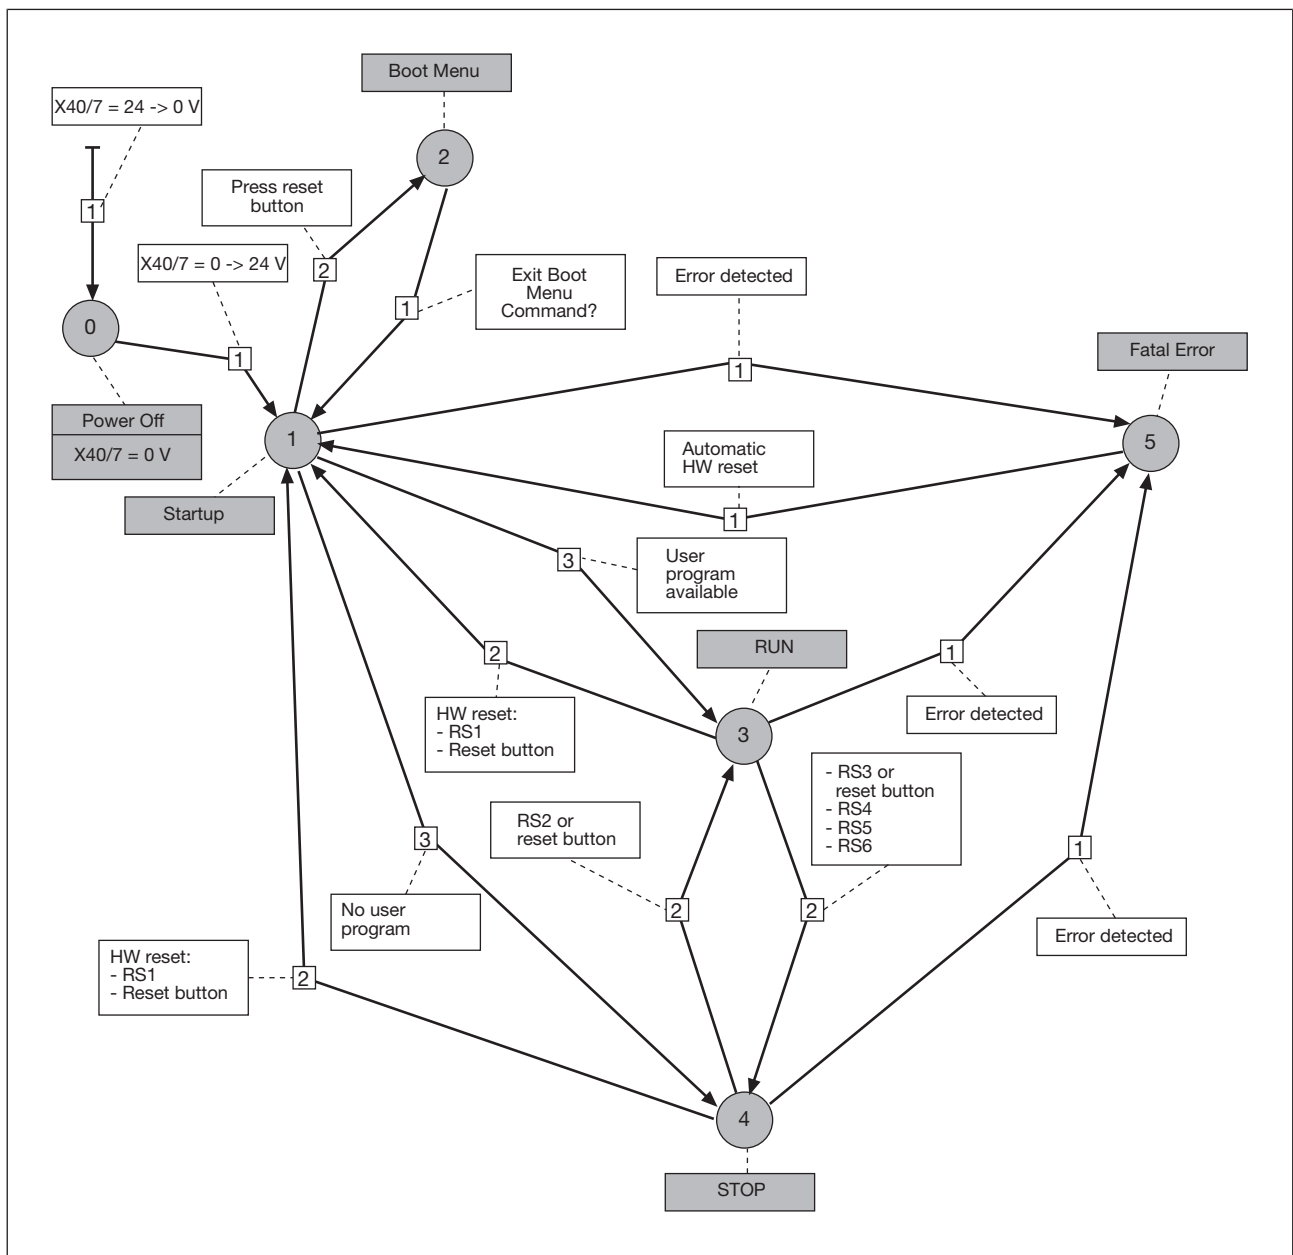 Boot Menu
X40/7 = 24 -> 0 V
2
Press reset
button
1
X40/7 = 0 -> 24 V
2
Exit Boot
Menu
Command?
Error detected
1
0
1
Fatal Error
1
Power Off
X40/7 = 0 V
1
Automatic
HW reset
5
Startup
1
3
User
program
available
2
RUN
1
HW reset:
- RS1
- Reset button
Error detected
3
- RS3 or
reset button
- RS4
- RS5
- RS6
RS2 or
reset button
3
1
No user
program
2
2
Error detected
HW reset:
- RS1
- Reset button
2
4
STOP